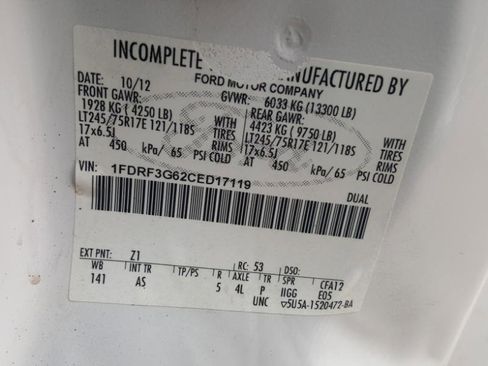 INCOMPLETE MANUFACTURED BY
FORD MOTOR COMPANY
DATE: 10/12 GVWR: 6033 KG (13300 LB)
FRONT GAWR: REAR GAWR:
1928 KG ( 4250 LB) 4423 KG ( 9750 LB)
LT245/75R17E 121/118S WITH TIRES LT245/75R17E 121/118S WITH TIRES
17x6.5J RIMS 17x6.5J RIMS
AT 450 kPa/ 65 PSI COLD AT 450 kPa/ 65 PSI COLD
VIN: 1FDRF3G62CED17119 DUAL
EXT PNT: Z1 RC: 53 DSO:
WB INT TR TP/PS R AXLE TR SPR CFA12
141 AS 5 4L P IIGG E05
UNC ▽5U5A-1520472-BA